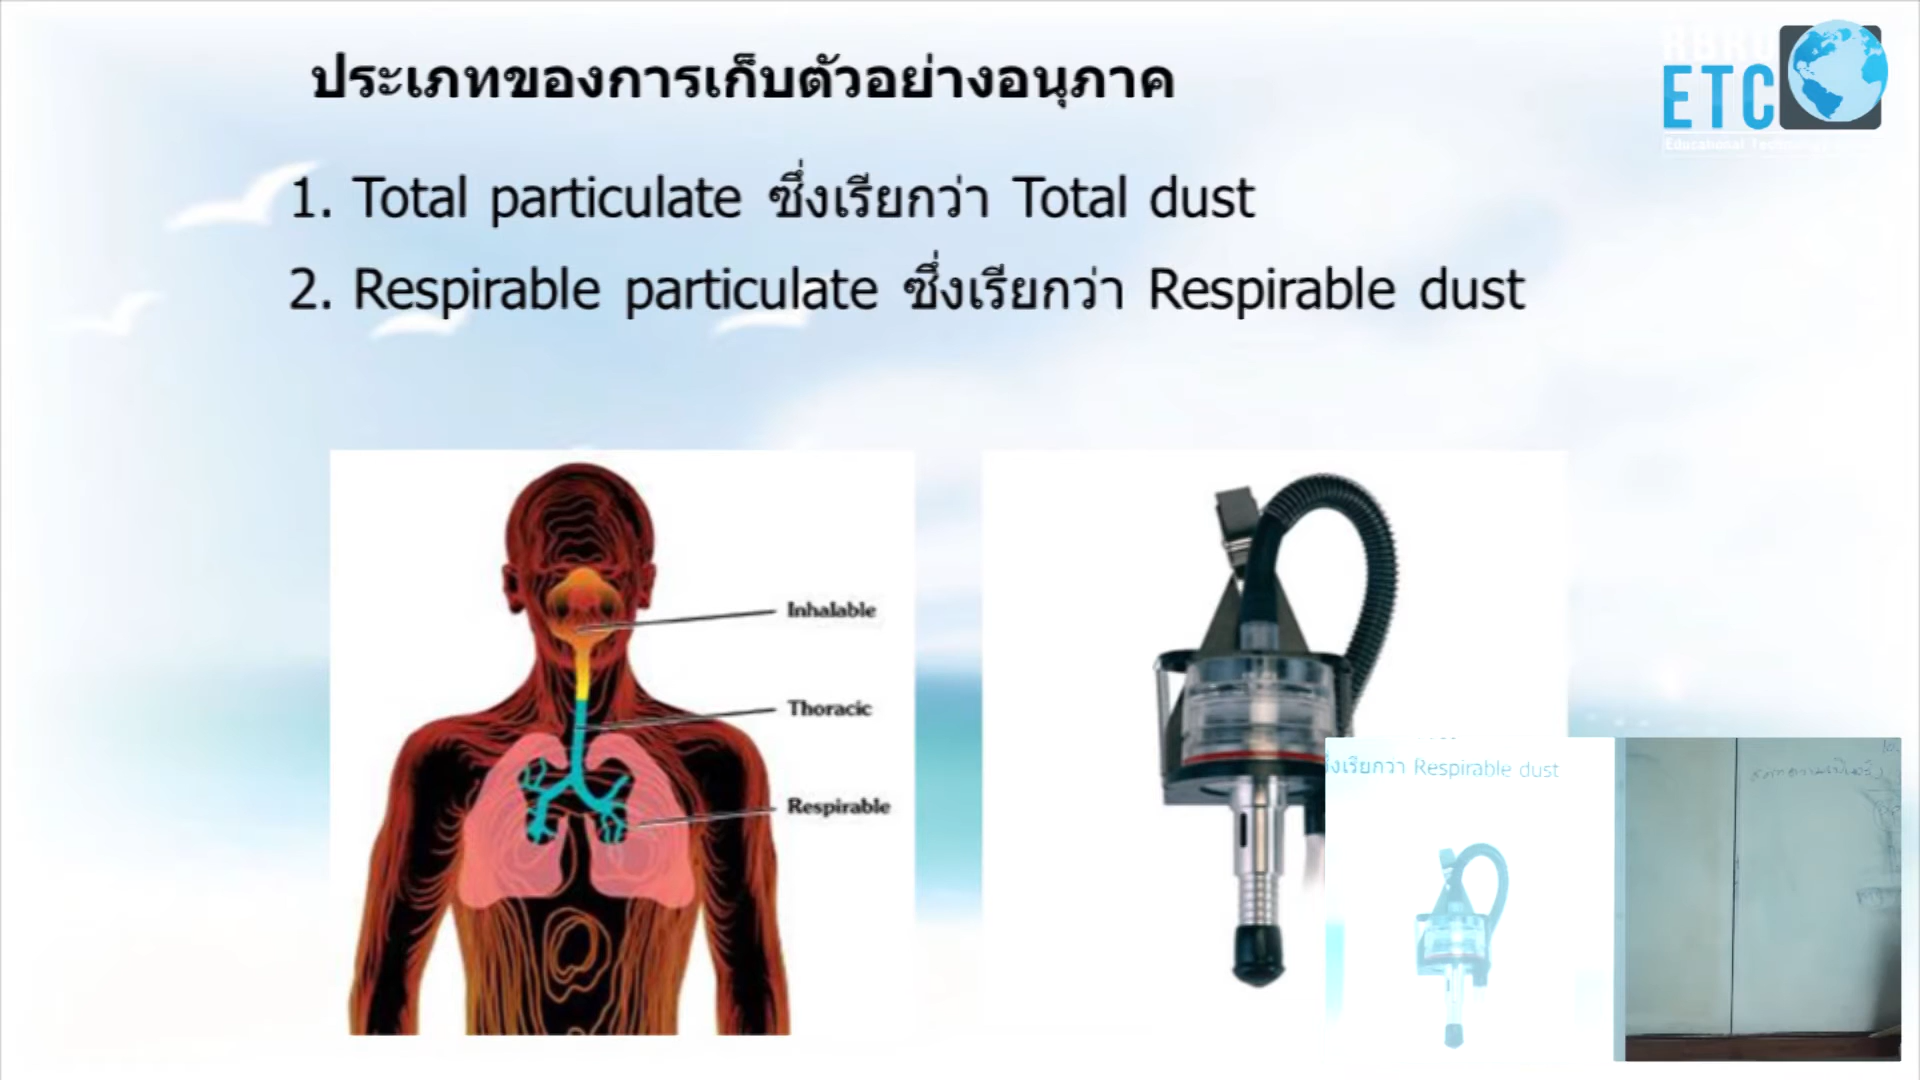 ประเภทของการเก็บตัวอย่างอนุภาค
ETC
1. Total particulate ซึ่งเรียกว่า Total dust
2. Respirable particulate ซึ่งเรียกว่า Respirable dust
Inhalable
Thoracic
Respirable
ซึ่งเรียกว่า Respirable dust